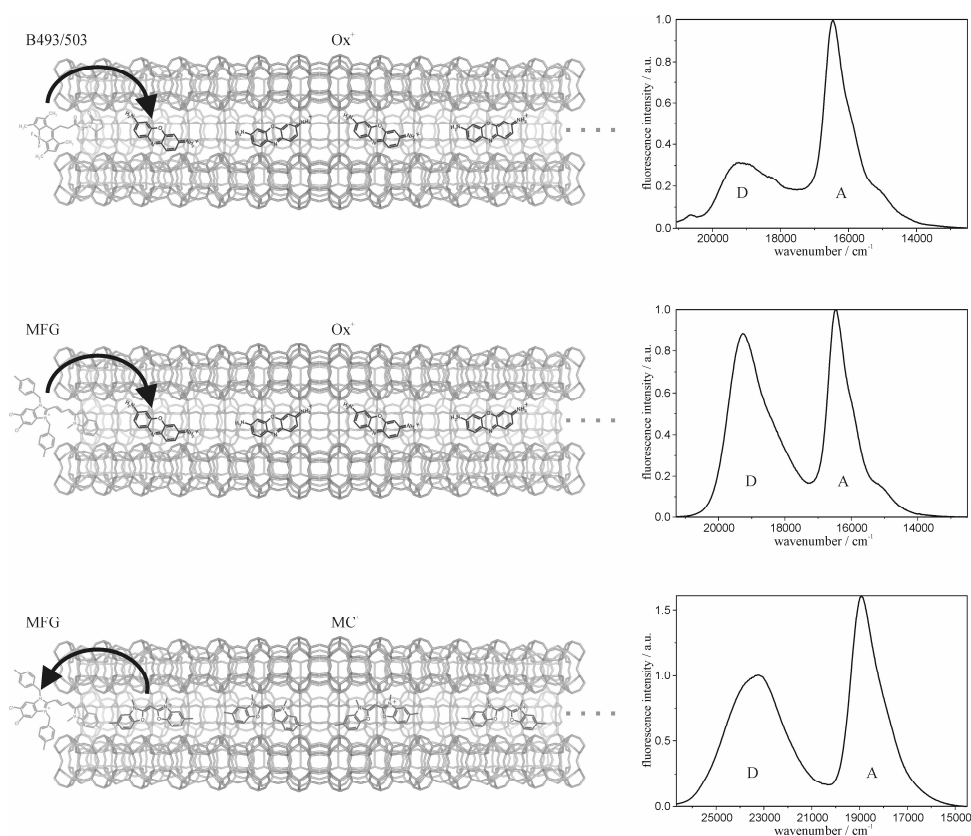 B493/503 Ox⁺
fluorescence intensity / a.u.
1.0
0.8
0.6
0.4
0.2
0.0
D A
20000 18000 16000 14000
wavenumber / cm⁻¹
MFG Ox⁺
fluorescence intensity / a.u.
1.0
0.8
0.6
0.4
0.2
0.0
D A
20000 18000 16000 14000
wavenumber / cm⁻¹
MFG MC⁺
fluorescence intensity / a.u.
1.5
1.0
0.5
0.0
D A
25000 23000 21000 19000 17000 15000
wavenumber / cm⁻¹